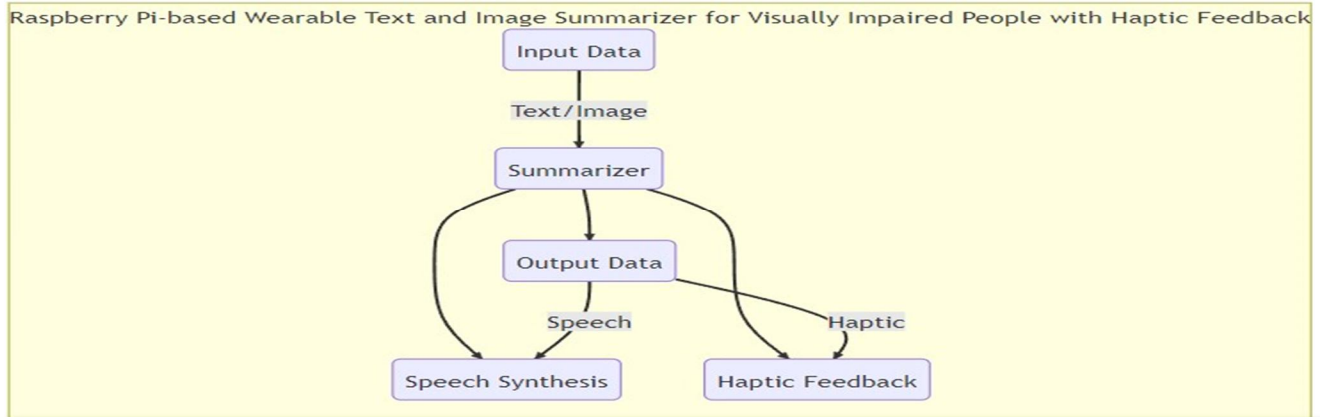 Raspberry Pi-based Wearable Text and Image Summarizer for Visually Impaired People with Haptic Feedback
Input Data
Text/Image
Summarizer
Output Data
Speech
Haptic
Speech Synthesis
Haptic Feedback